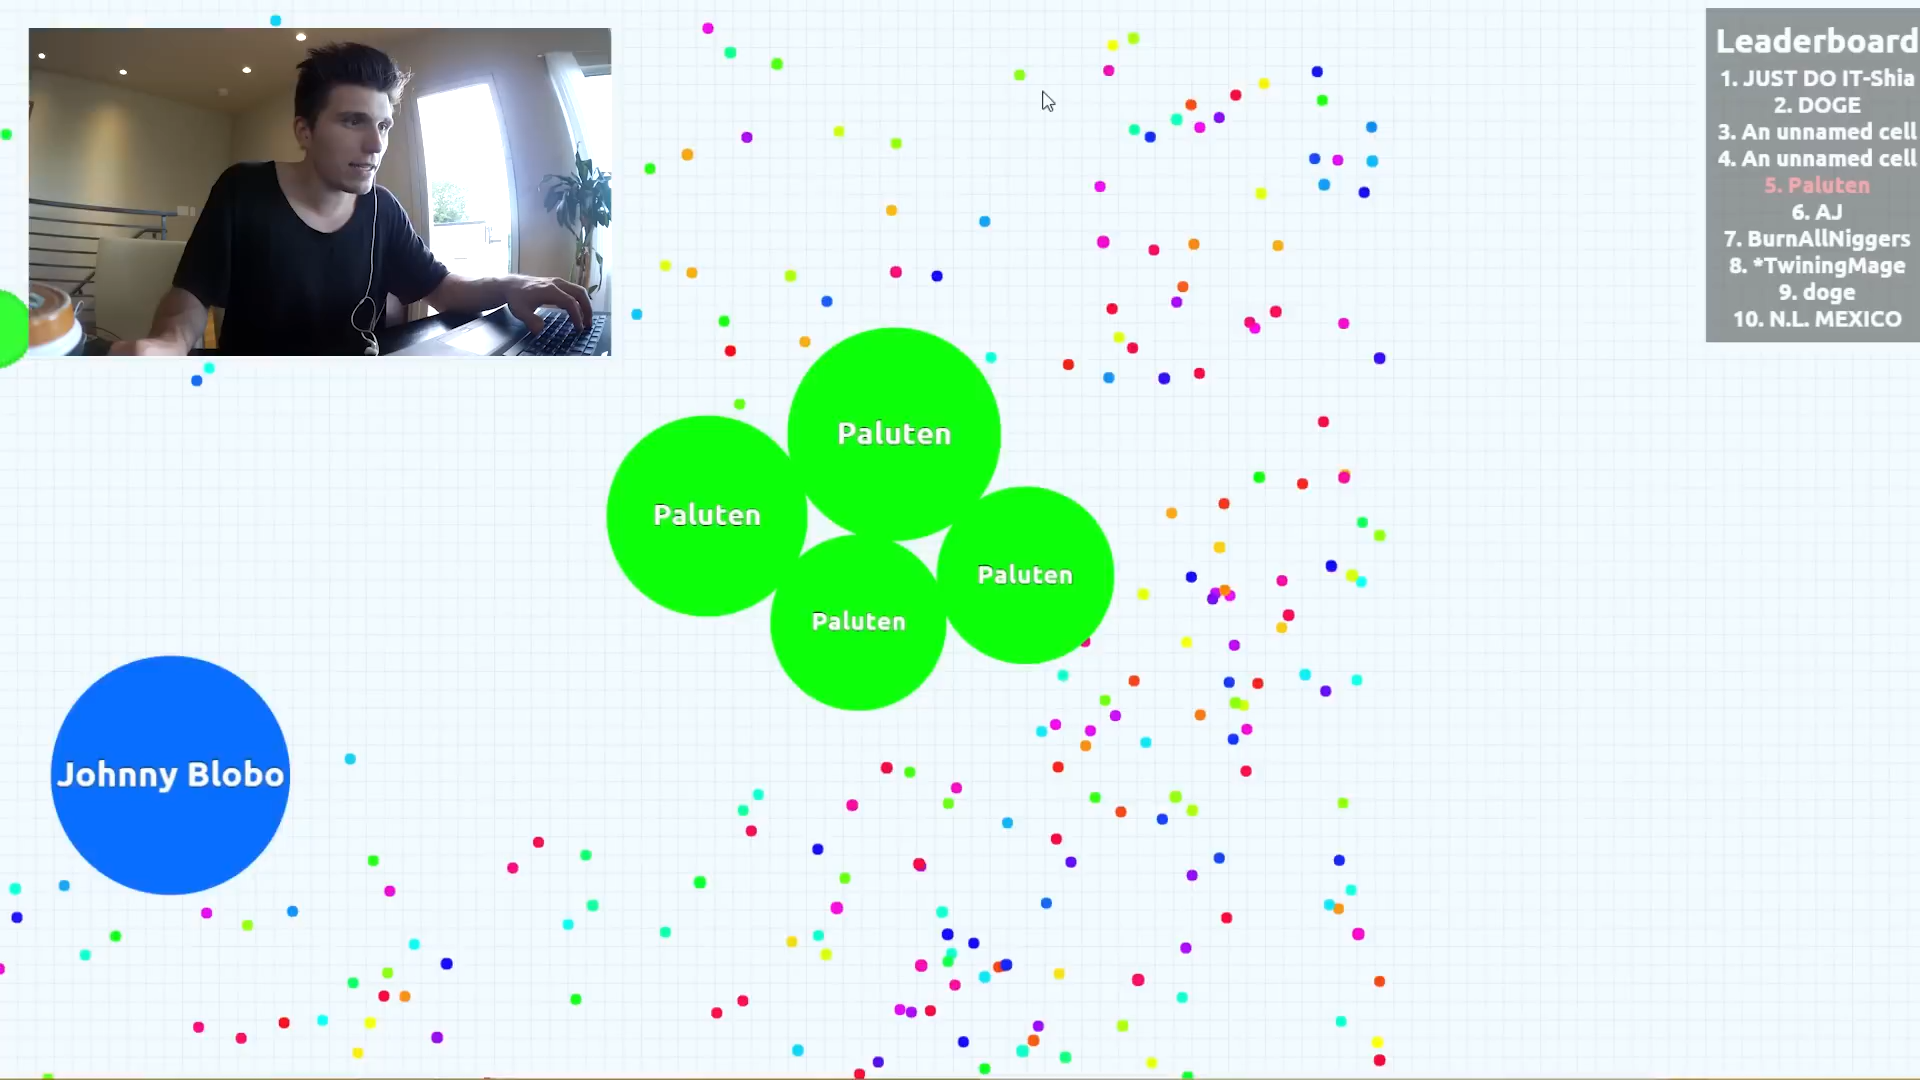 Leaderboard
1. JUST DO IT-Shia
2. DOGE
3. An unnamed cell
4. An unnamed cell
5. Paluten
6. AJ
7. BurnAllNiggers
8. *TwiningMage
9. doge
10. N.L. MEXICO
Paluten
Paluten
Paluten
Paluten
Johnny Blobo